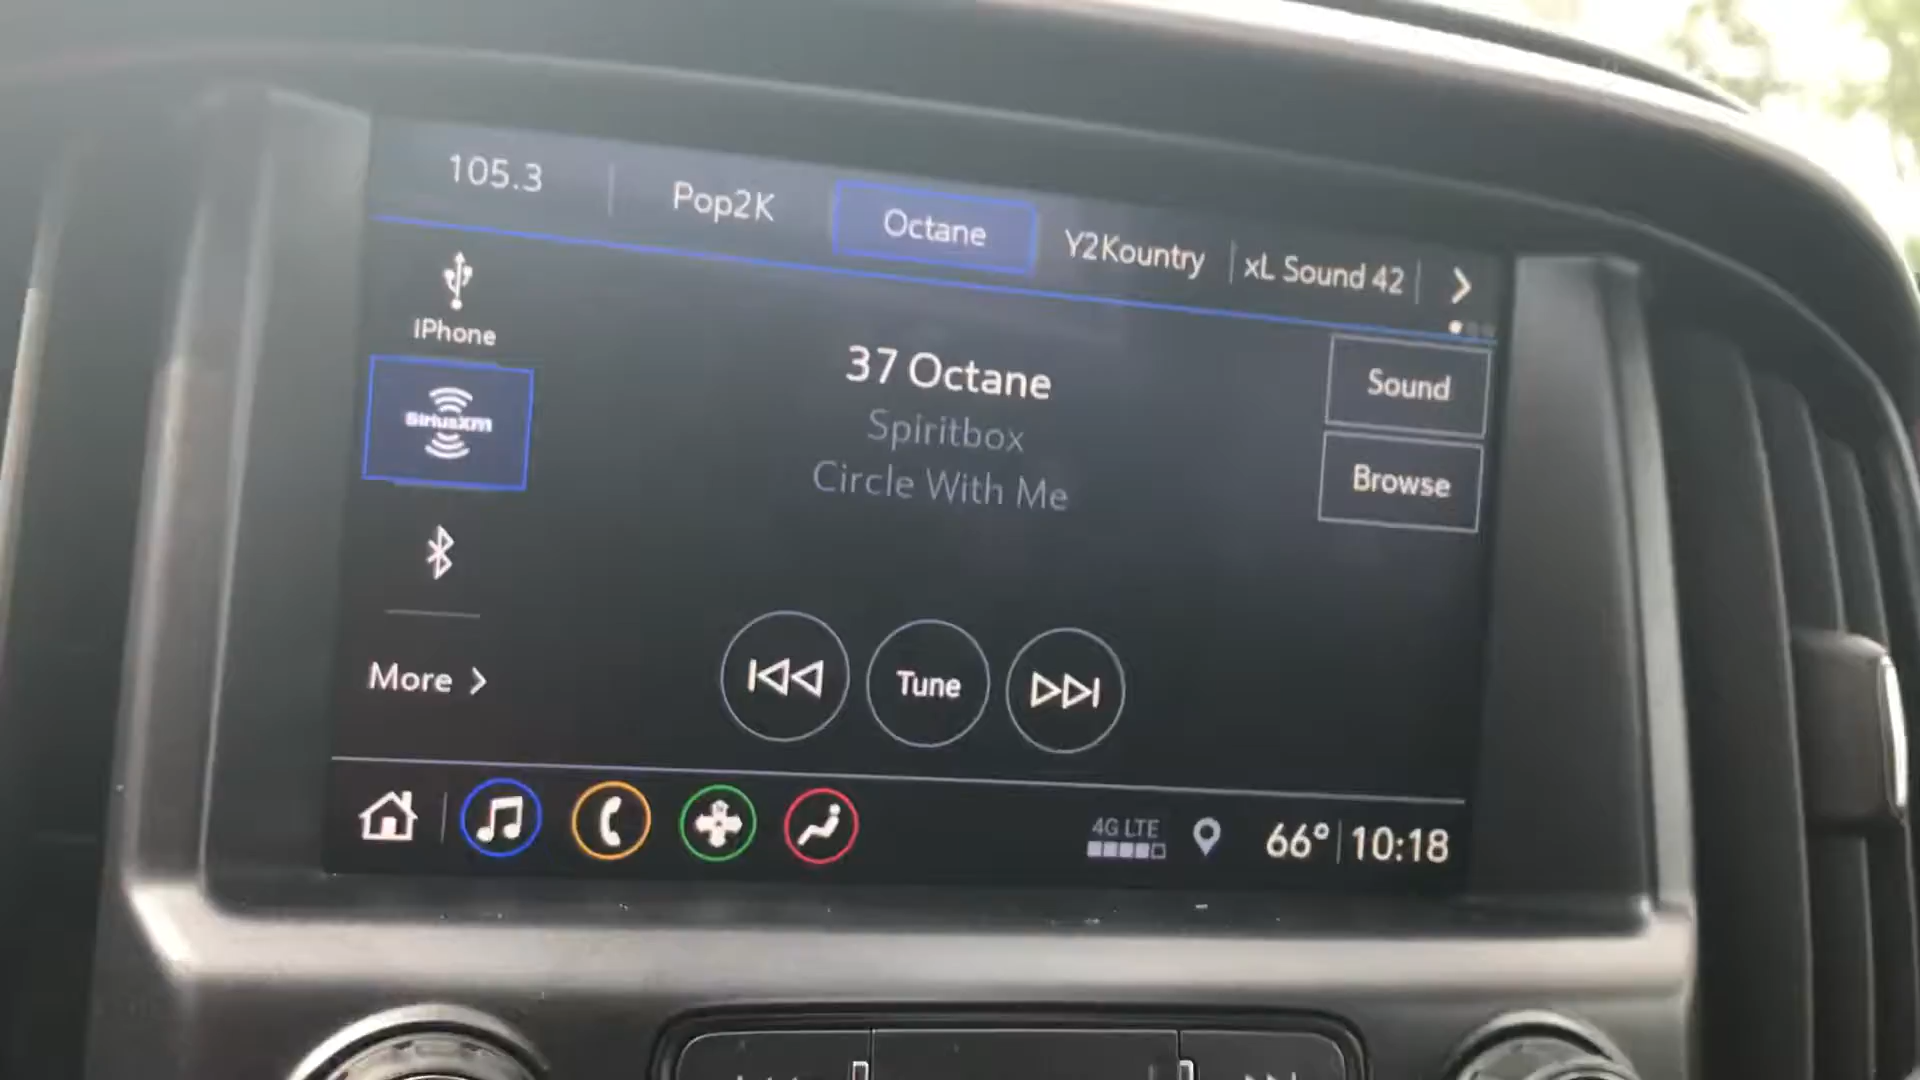 105.3
Pop2K
Octane
Y2Kountry
xL Sound 42
IPhone
siriusxm
More
37 Octane
Spiritbox
Circle With Me
Sound
Browse
Tune
4G LTE
66°
10:18